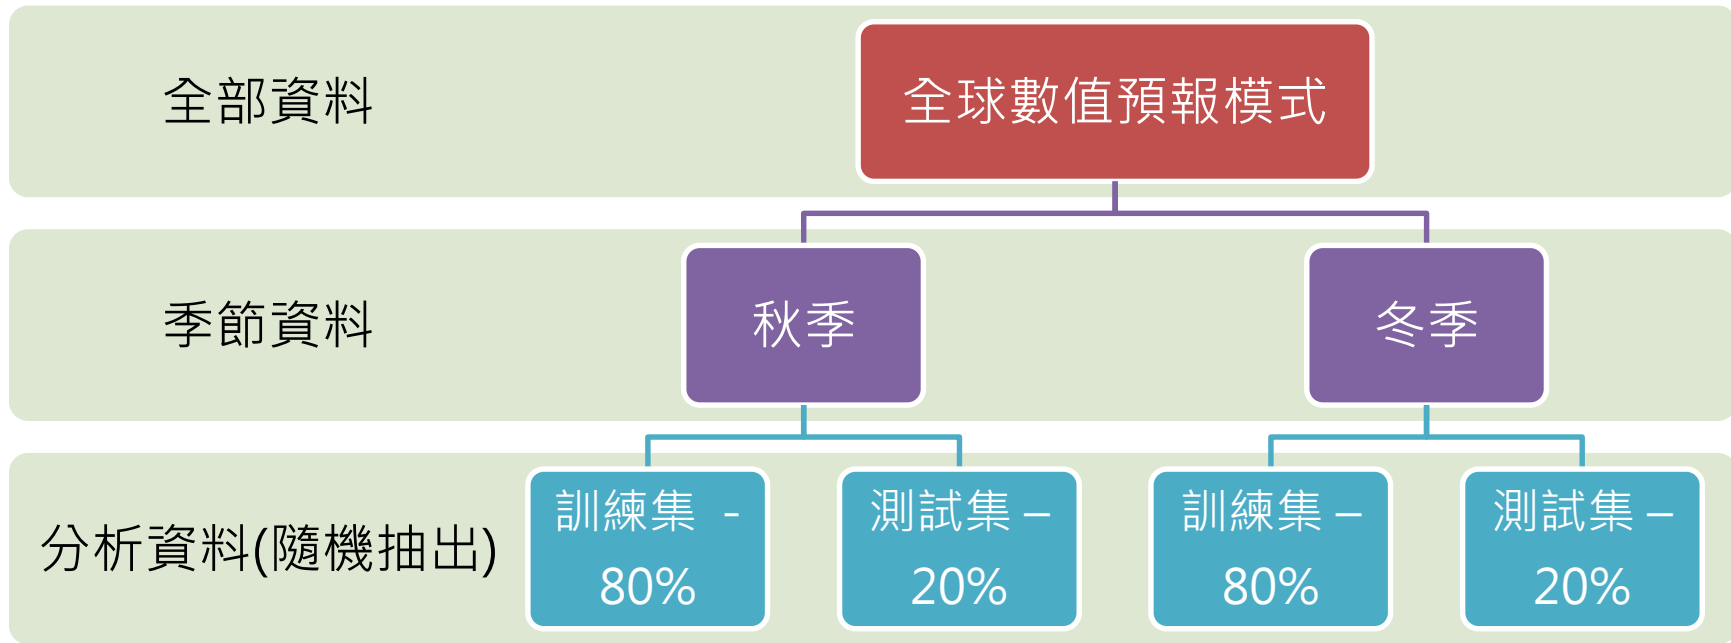 全部資料
全球數值預報模式
季節資料
秋季
冬季
分析資料(隨機抽出)
訓練集 -
80%
測試集 –
20%
訓練集 –
80%
測試集 –
20%